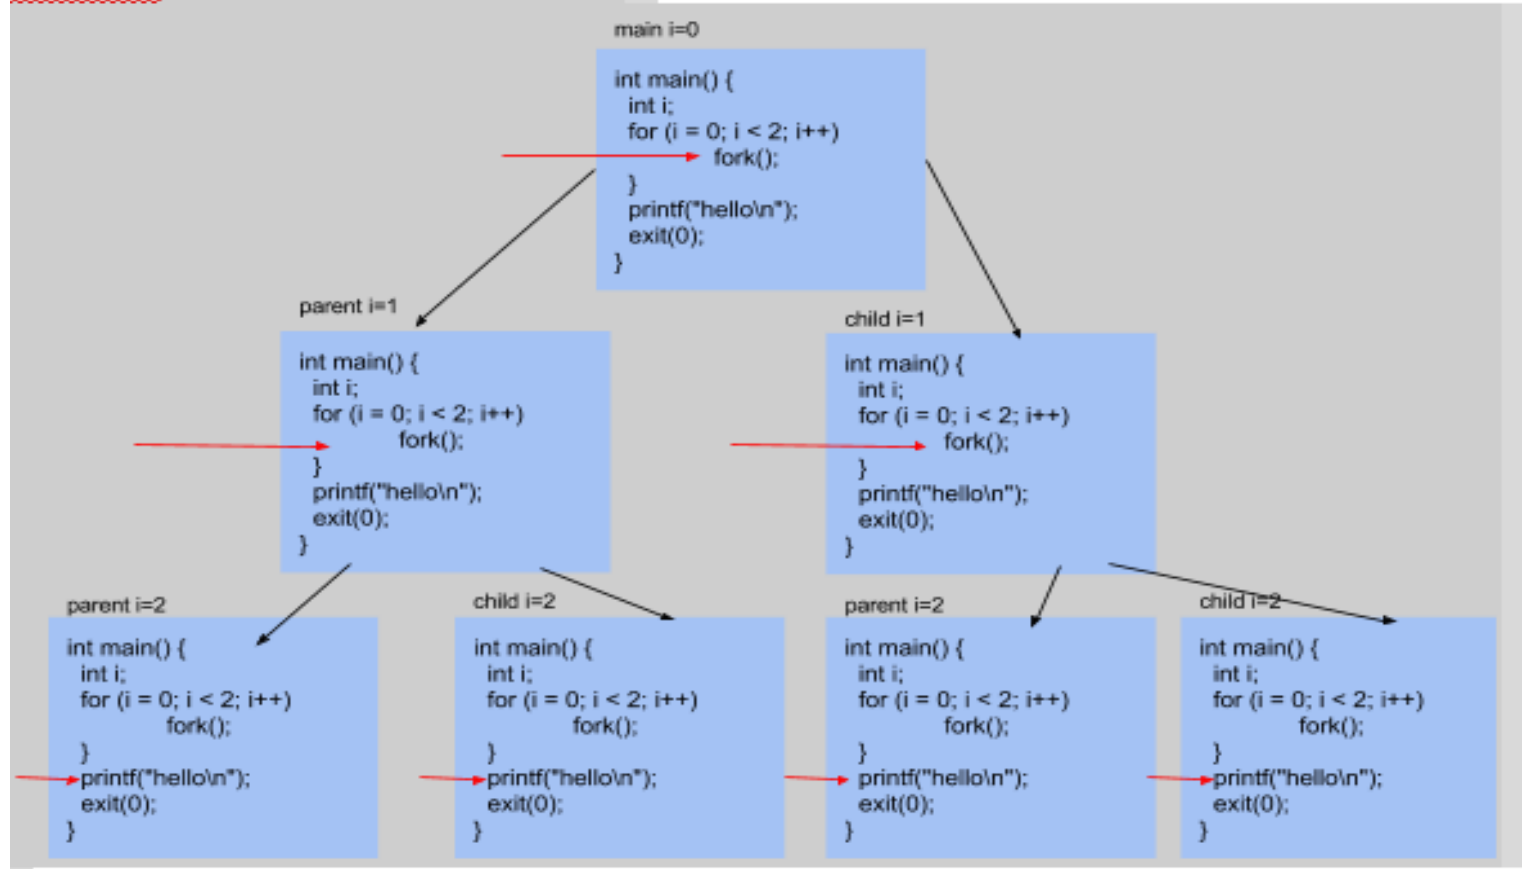 main i=0
int main() {
int i;
for (i = 0; i < 2; i++)
fork();
}
printf("hello\n");
exit(0);
}
parent i=1
int main() {
int i;
for (i = 0; i < 2; i++)
fork();
}
printf("hello\n");
exit(0);
}
child i=1
int main() {
int i;
for (i = 0; i < 2; i++)
fork();
}
printf("hello\n");
exit(0);
}
parent i=2
int main() {
int i;
for (i = 0; i < 2; i++)
fork();
}
printf("hello\n");
exit(0);
}
child i=2
int main() {
int i;
for (i = 0; i < 2; i++)
fork();
}
printf("hello\n");
exit(0);
}
parent i=2
int main() {
int i;
for (i = 0; i < 2; i++)
fork();
}
printf("hello\n");
exit(0);
}
child i=2
int main() {
int i;
for (i = 0; i < 2; i++)
fork();
}
printf("hello\n");
exit(0);
}